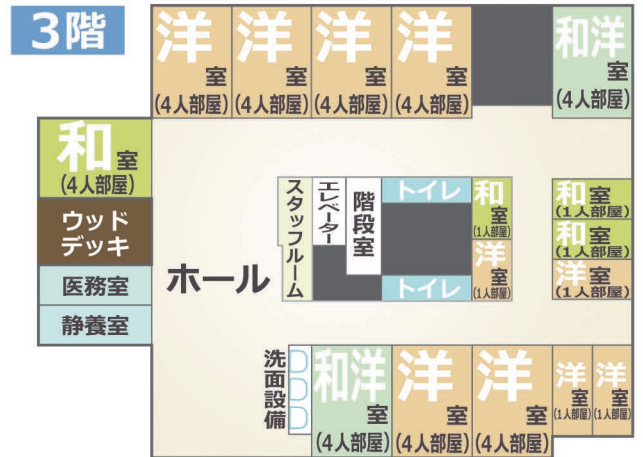 3階
洋室
(4人部屋)
洋室
(4人部屋)
洋室
(4人部屋)
洋室
(4人部屋)
和洋室
(4人部屋)
和室
(4人部屋)
ウッド
デッキ
医務室
静養室
ホール
スタッフルーム
エレベーター
階段室
トイレ
トイレ
和室
(1人部屋)
洋室
(1人部屋)
和室
(1人部屋)
和室
(1人部屋)
洋室
(1人部屋)
洗面設備
和洋室
(4人部屋)
洋室
(4人部屋)
洋室
(4人部屋)
洋室
(1人部屋)
洋室
(1人部屋)